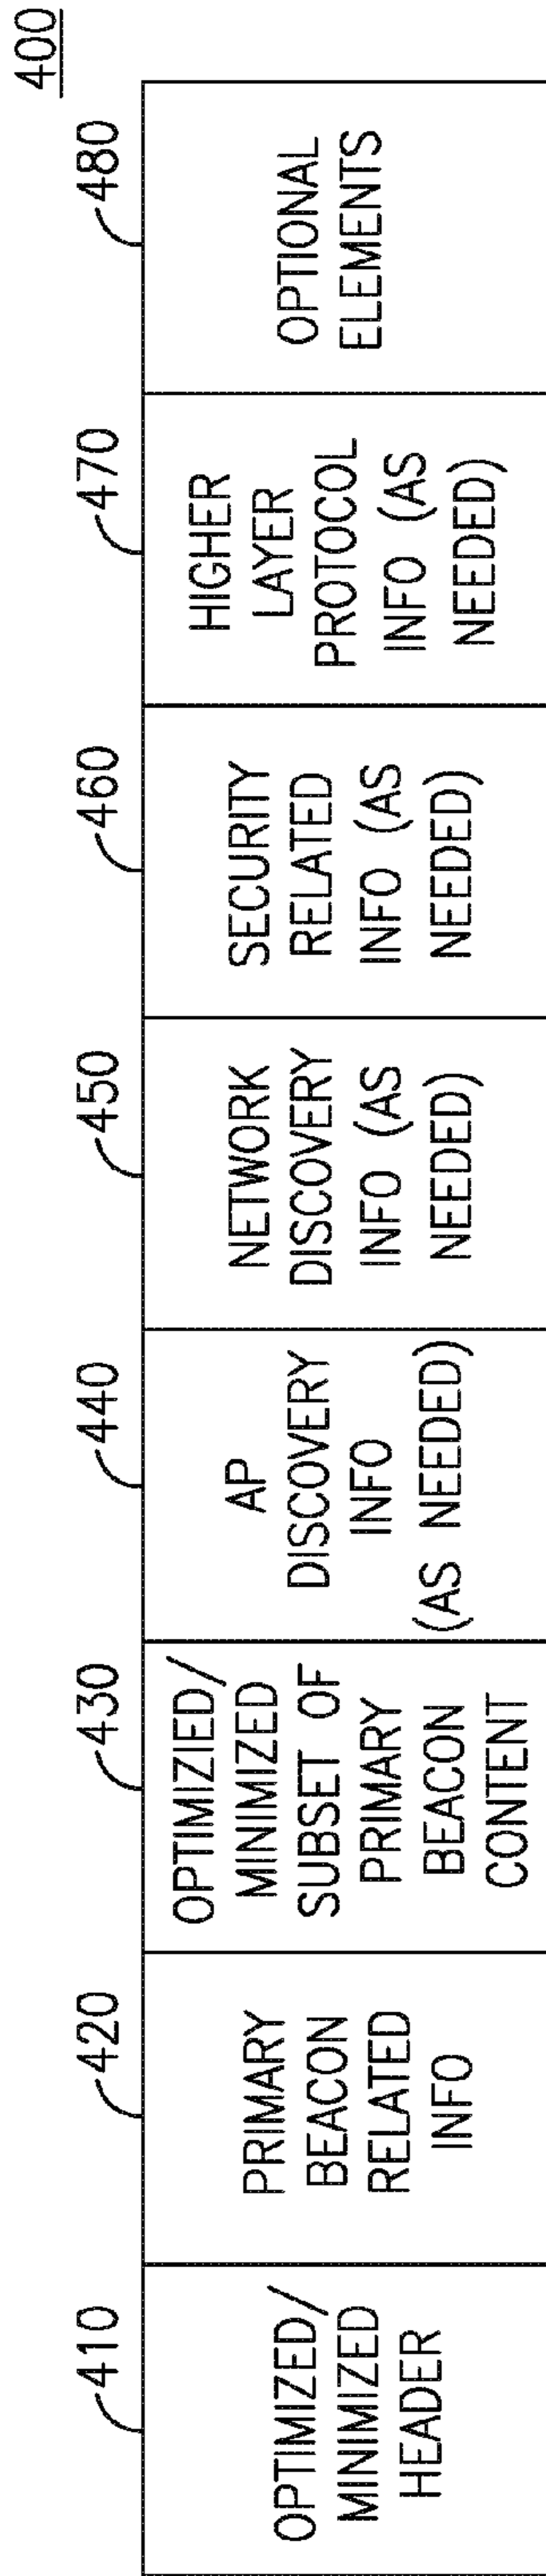 400
410
420
430
440
450
460
470
480
OPTIMIZED/
MINIMIZED
HEADER
PRIMARY
BEACON
RELATED
INFO
OPTIMIZIED/
MINIMIZED
SUBSET OF
PRIMARY
BEACON
CONTENT
AP
DISCOVERY
INFO
(AS NEEDED)
NETWORK
DISCOVERY
INFO (AS
NEEDED)
SECURITY
RELATED
INFO (AS
NEEDED)
HIGHER
LAYER
PROTOCOL
INFO (AS
NEEDED)
OPTIONAL
ELEMENTS